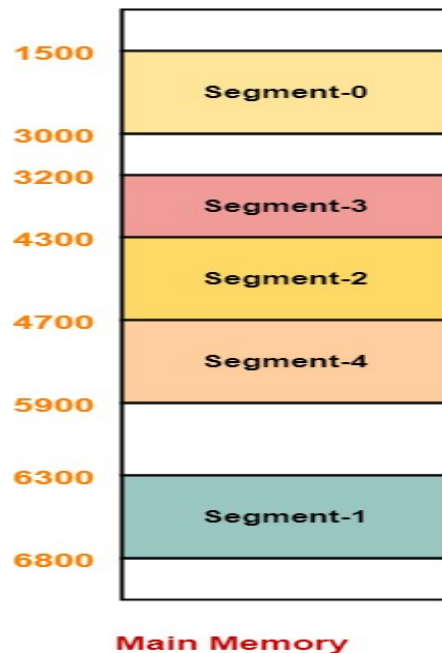 1500
Segment-0
3000
3200
Segment-3
4300
Segment-2
4700
Segment-4
5900
6300
Segment-1
6800
Main Memory